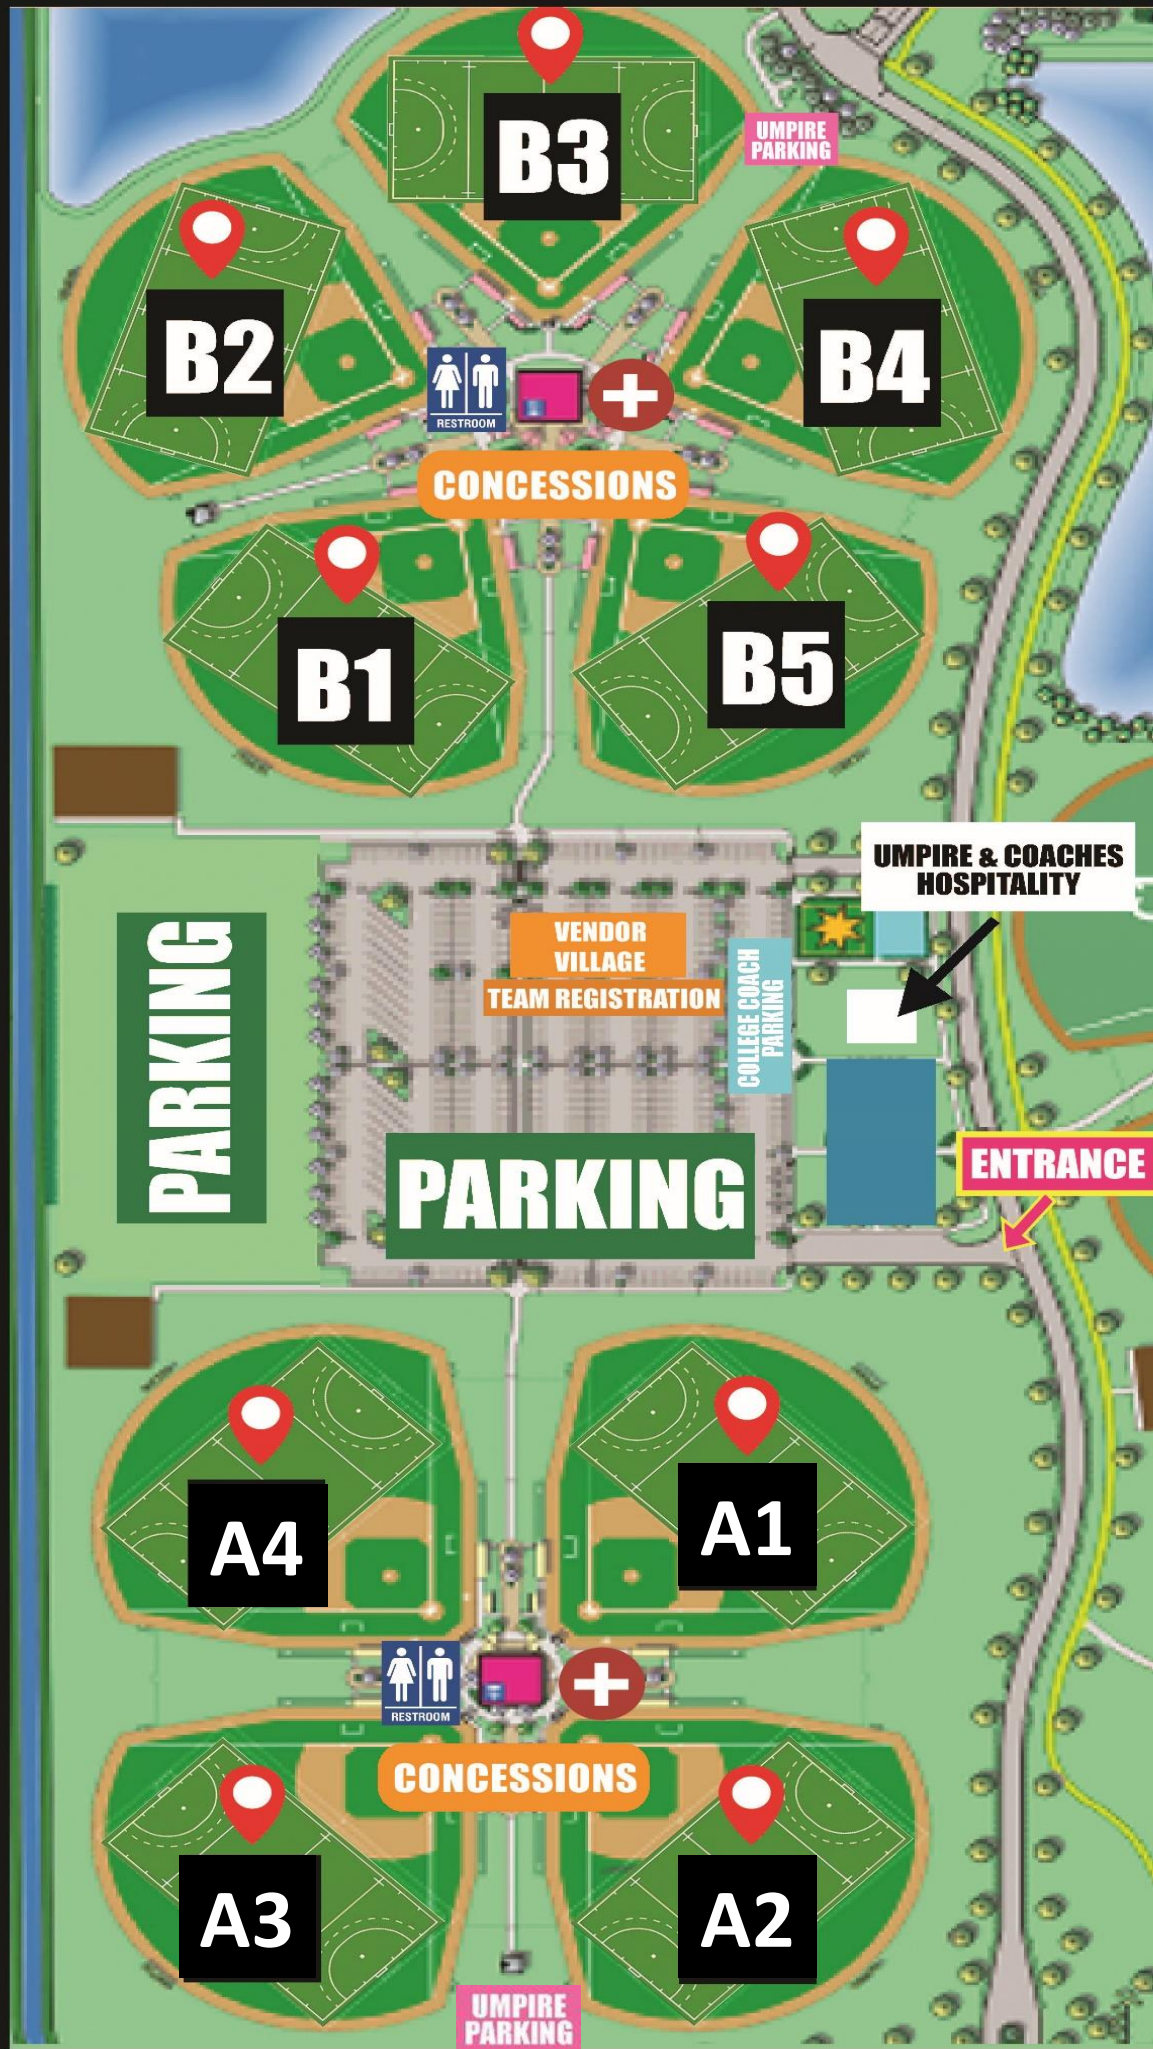 B3
UMPIRE
PARKING
B2
B4
RESTROOM
CONCESSIONS
B1
B5
UMPIRE & COACHES
HOSPITALITY
PARKING
VENDOR
VILLAGE
TEAM REGISTRATION
COLLEGE COACH
PARKING
PARKING
ENTRANCE
A4
A1
RESTROOM
CONCESSIONS
A3
A2
UMPIRE
PARKING